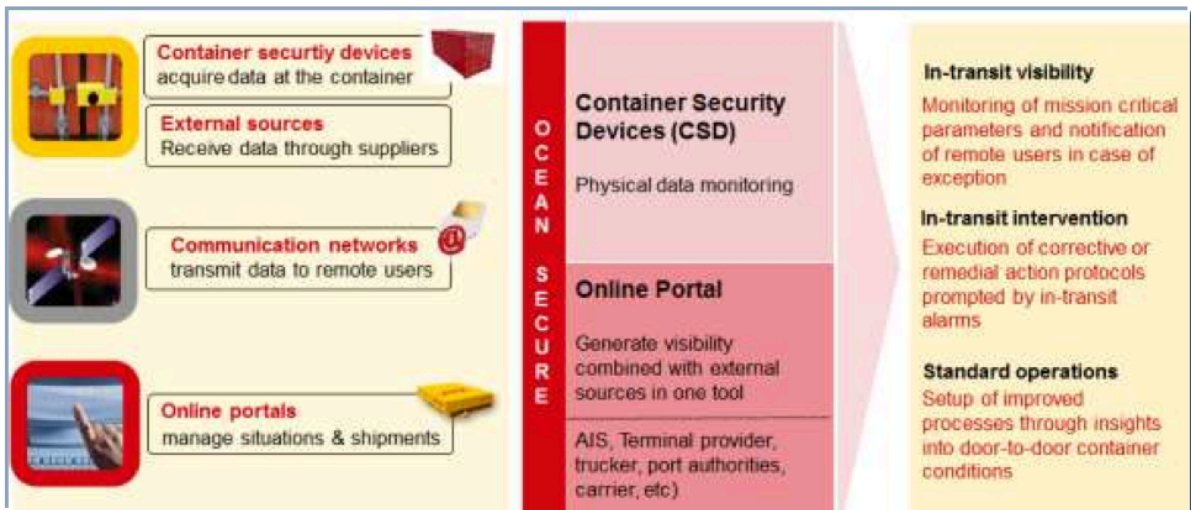 Container securtiy devices
acquire data at the container
External sources
Receive data through suppliers
Communication networks
transmit data to remote users
Online portals
manage situations & shipments
OCEAN SECURE
Container Security
Devices (CSD)
Physical data monitoring
Online Portal
Generate visibility
combined with external
sources in one tool
AIS, Terminal provider,
trucker, port authorities,
carrier, etc)
In-transit visibility
Monitoring of mission critical
parameters and notification
of remote users in case of
exception
In-transit intervention
Execution of corrective or
remedial action protocols
prompted by in-transit
alarms
Standard operations
Setup of improved
processes through insights
into door-to-door container
conditions